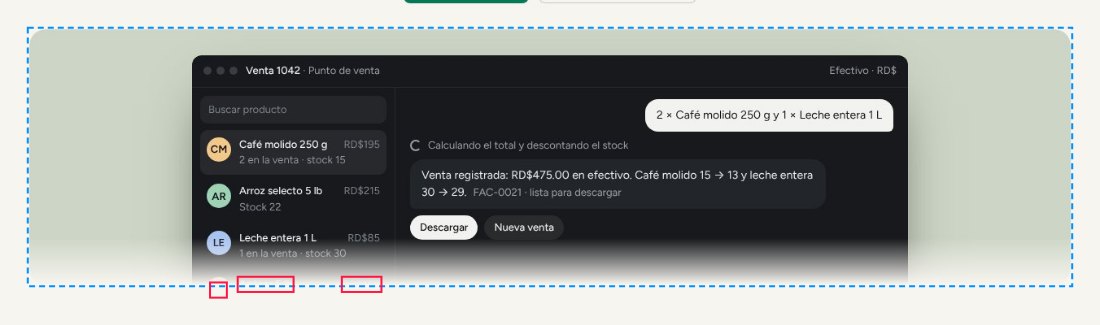 Venta 1042 · Punto de venta
Efectivo · RD$
Buscar producto
CM
Café molido 250 g
RD$195
2 en la venta · stock 15
AR
Arroz selecto 5 lb
RD$215
Stock 22
LE
Leche entera 1 L
RD$85
1 en la venta · stock 30
2 × Café molido 250 g y 1 × Leche entera 1 L
Calculando el total y descontando el stock
Venta registrada: RD$475.00 en efectivo. Café molido 15 → 13 y leche entera
30 → 29. FAC-0021 · lista para descargar
Descargar
Nueva venta